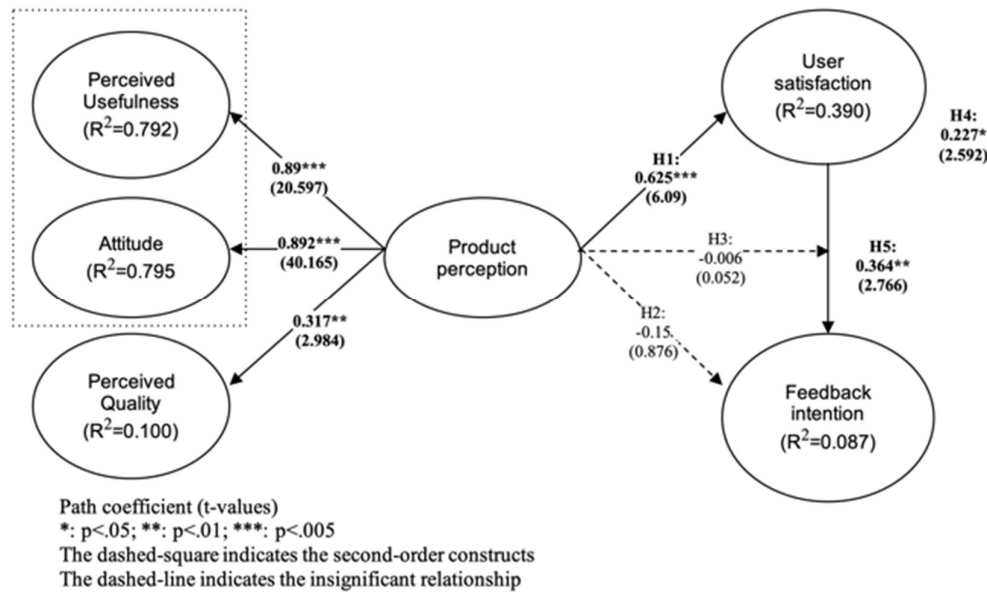 Perceived
Usefulness
(R²=0.792)
0.89***
(20.597)
Attitude
(R²=0.795
0.892***
(40.165)
Perceived
Quality
(R²=0.100)
0.317**
(2.984)
Product
perception
User
satisfaction
(R²=0.390)
H1:
0.625***
(6.09)
H4:
0.227*
(2.592)
H3:
-0.006
(0.052)
H5:
0.364**
(2.766)
H2:
-0.15
(0.876)
Feedback
intention
(R²=0.087)
Path coefficient (t-values)
*: p<.05; **: p<.01; ***: p<.005
The dashed-square indicates the second-order constructs
The dashed-line indicates the insignificant relationship